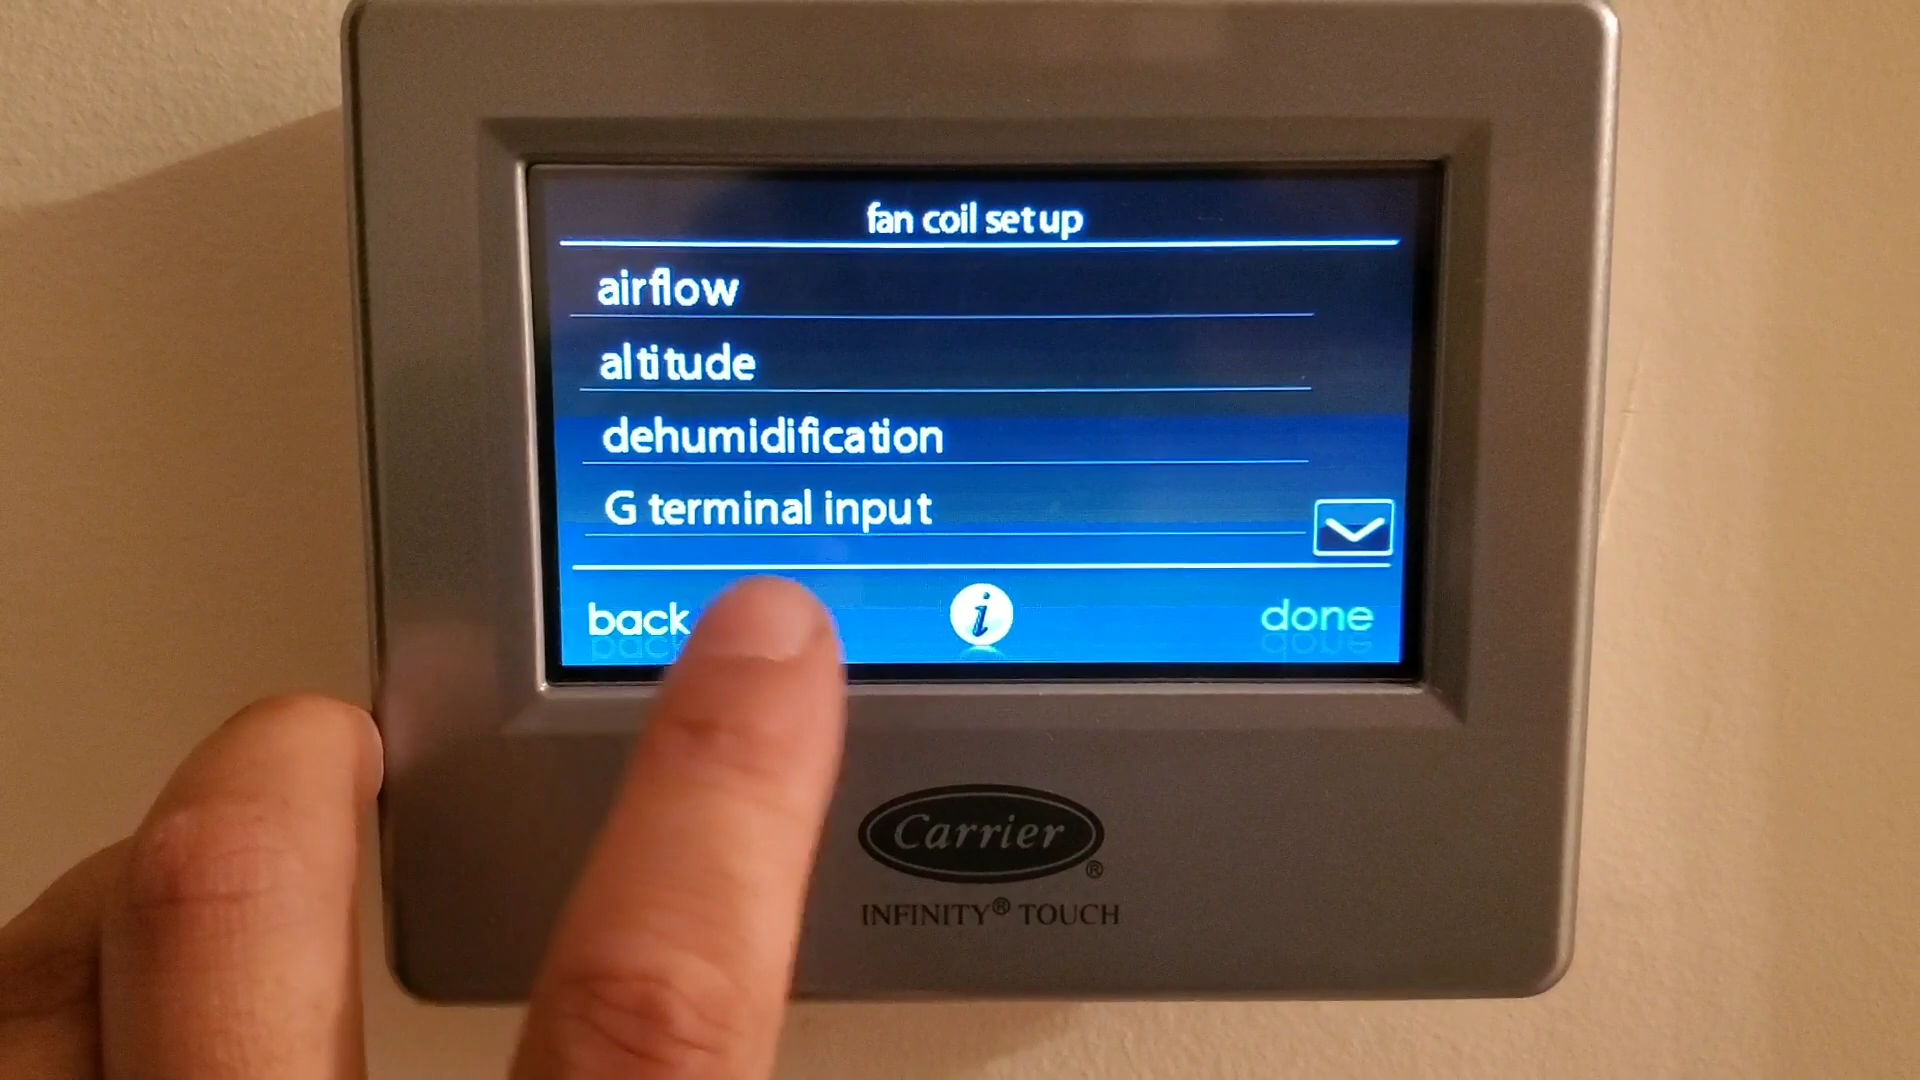 fan coil setup
airflow
altitude
dehumidification
G terminal input
back
i
done
Carrier
®
INFINITY® TOUCH